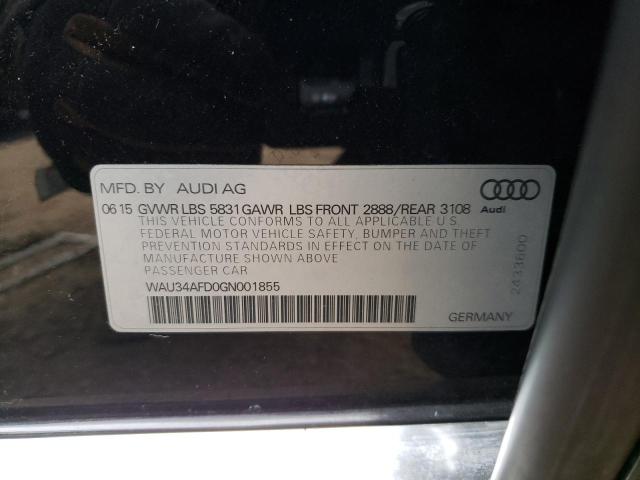 MFD. BY AUDI AG
06 15 GVWR LBS 5831 GAWR LBS FRONT 2888/REAR 3108
Audi
THIS VEHICLE CONFORMS TO ALL APPLICABLE U.S.
FEDERAL MOTOR VEHICLE SAFETY, BUMPER AND THEFT
PREVENTION STANDARDS IN EFFECT ON THE DATE OF
MANUFACTURE SHOWN ABOVE
PASSENGER CAR
WAU34AFD0GN001855
2433600
GERMANY